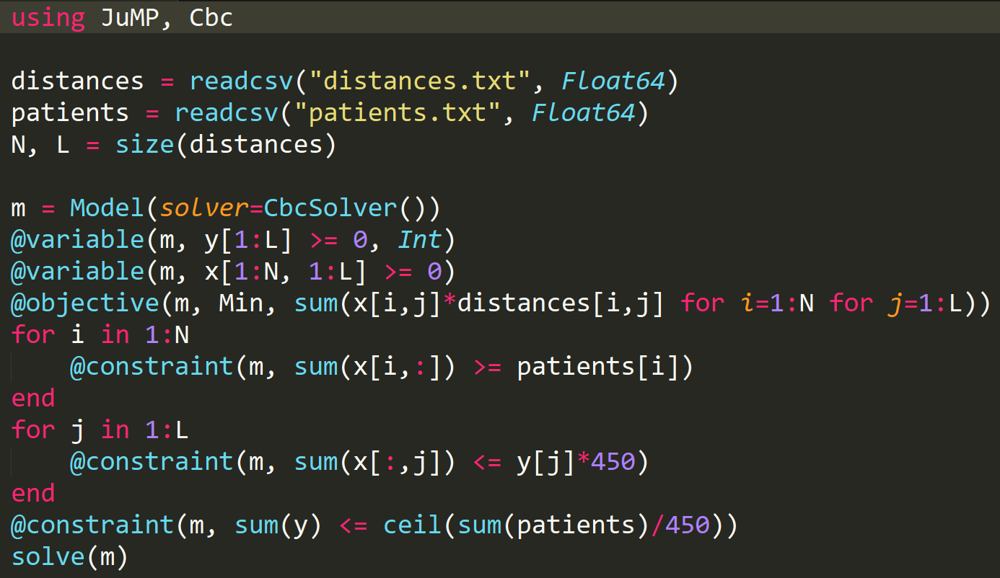 using JuMP, Cbc
distances = readcsv("distances.txt", Float64)
patients = readcsv("patients.txt", Float64)
N, L = size(distances)
m = Model(solver=CbcSolver())
@variable(m, y[1:L] >= 0, Int)
@variable(m, x[1:N, 1:L] >= 0)
@objective(m, Min, sum(x[i,j]*distances[i,j] for i=1:N for j=1:L))
for i in 1:N
    @constraint(m, sum(x[i,:]) >= patients[i])
end
for j in 1:L
    @constraint(m, sum(x[:,j]) <= y[j]*450)
end
@constraint(m, sum(y) <= ceil(sum(patients)/450))
solve(m)